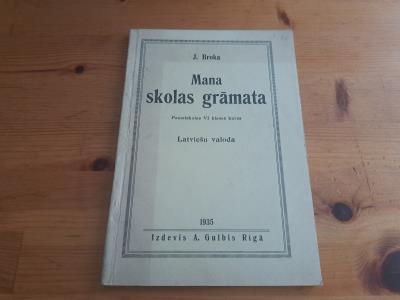 J. Broka
Mana
skolas grāmata
Pamatskolas VI klases kurss
Latviešu valoda
1935
Izdevis A. Gulbis Rīgā